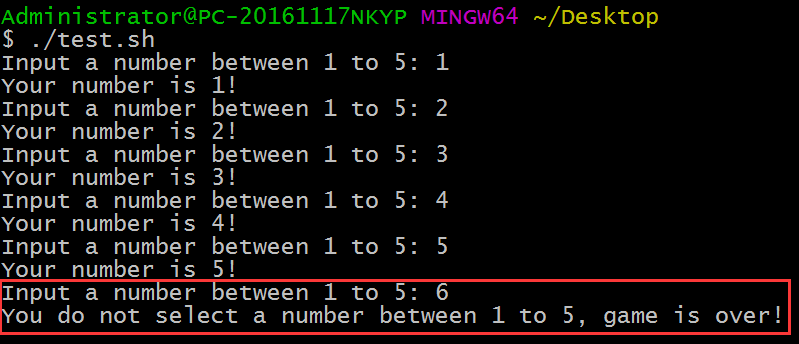 Administrator@PC-20161117NKYP MINGW64 ~/Desktop
$ ./test.sh
Input a number between 1 to 5: 1
Your number is 1!
Input a number between 1 to 5: 2
Your number is 2!
Input a number between 1 to 5: 3
Your number is 3!
Input a number between 1 to 5: 4
Your number is 4!
Input a number between 1 to 5: 5
Your number is 5!
Input a number between 1 to 5: 6
You do not select a number between 1 to 5, game is over!